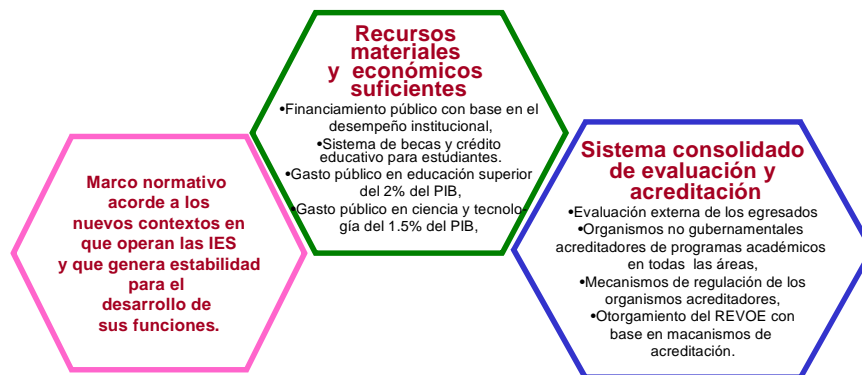 Recursos
materiales
y económicos
suficientes
•Financiamiento público con base en el
desempeño institucional,
•Sistema de becas y crédito
educativo para estudiantes.
•Gasto público en educación superior
del 2% del PIB,
•Gasto público en ciencia y tecnolo-
gía del 1.5% del PIB,
Marco normativo
acorde a los
nuevos contextos en
que operan las IES
y que genera estabilidad
para el
desarrollo de
sus funciones.
Sistema consolidado
de evaluación y
acreditación
•Evaluación externa de los egresados
•Organismos no gubernamentales
acreditadores de programas académicos
en todas las áreas,
•Mecanismos de regulación de los
organismos acreditadores,
•Otorgamiento del REVOE con
base en macanismos de
acreditación.